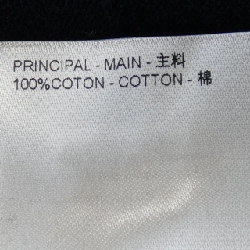 PRINCIPAL - MAIN - 主料
100%COTON - COTTON - 棉